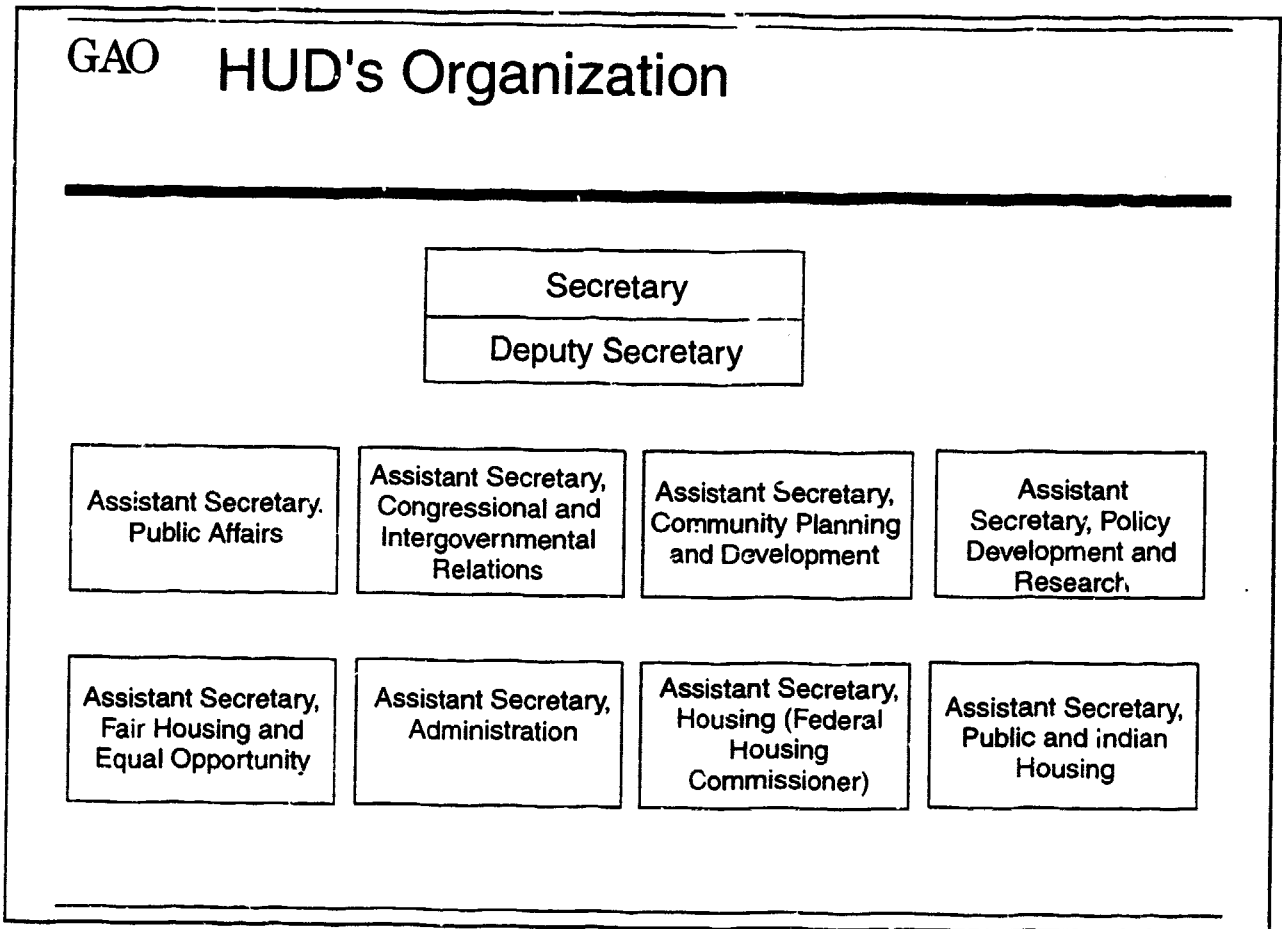 GAO HUD's Organization
Secretary
Deputy Secretary
Assistant Secretary.
Public Affairs
Assistant Secretary,
Congressional and
Intergovernmental
Relations
Assistant Secretary,
Community Planning
and Development
Assistant
Secretary, Policy
Development and
Research
Assistant Secretary,
Fair Housing and
Equal Opportunity
Assistant Secretary,
Administration
Assistant Secretary,
Housing (Federal
Housing
Commissioner)
Assistant Secretary,
Public and indian
Housing